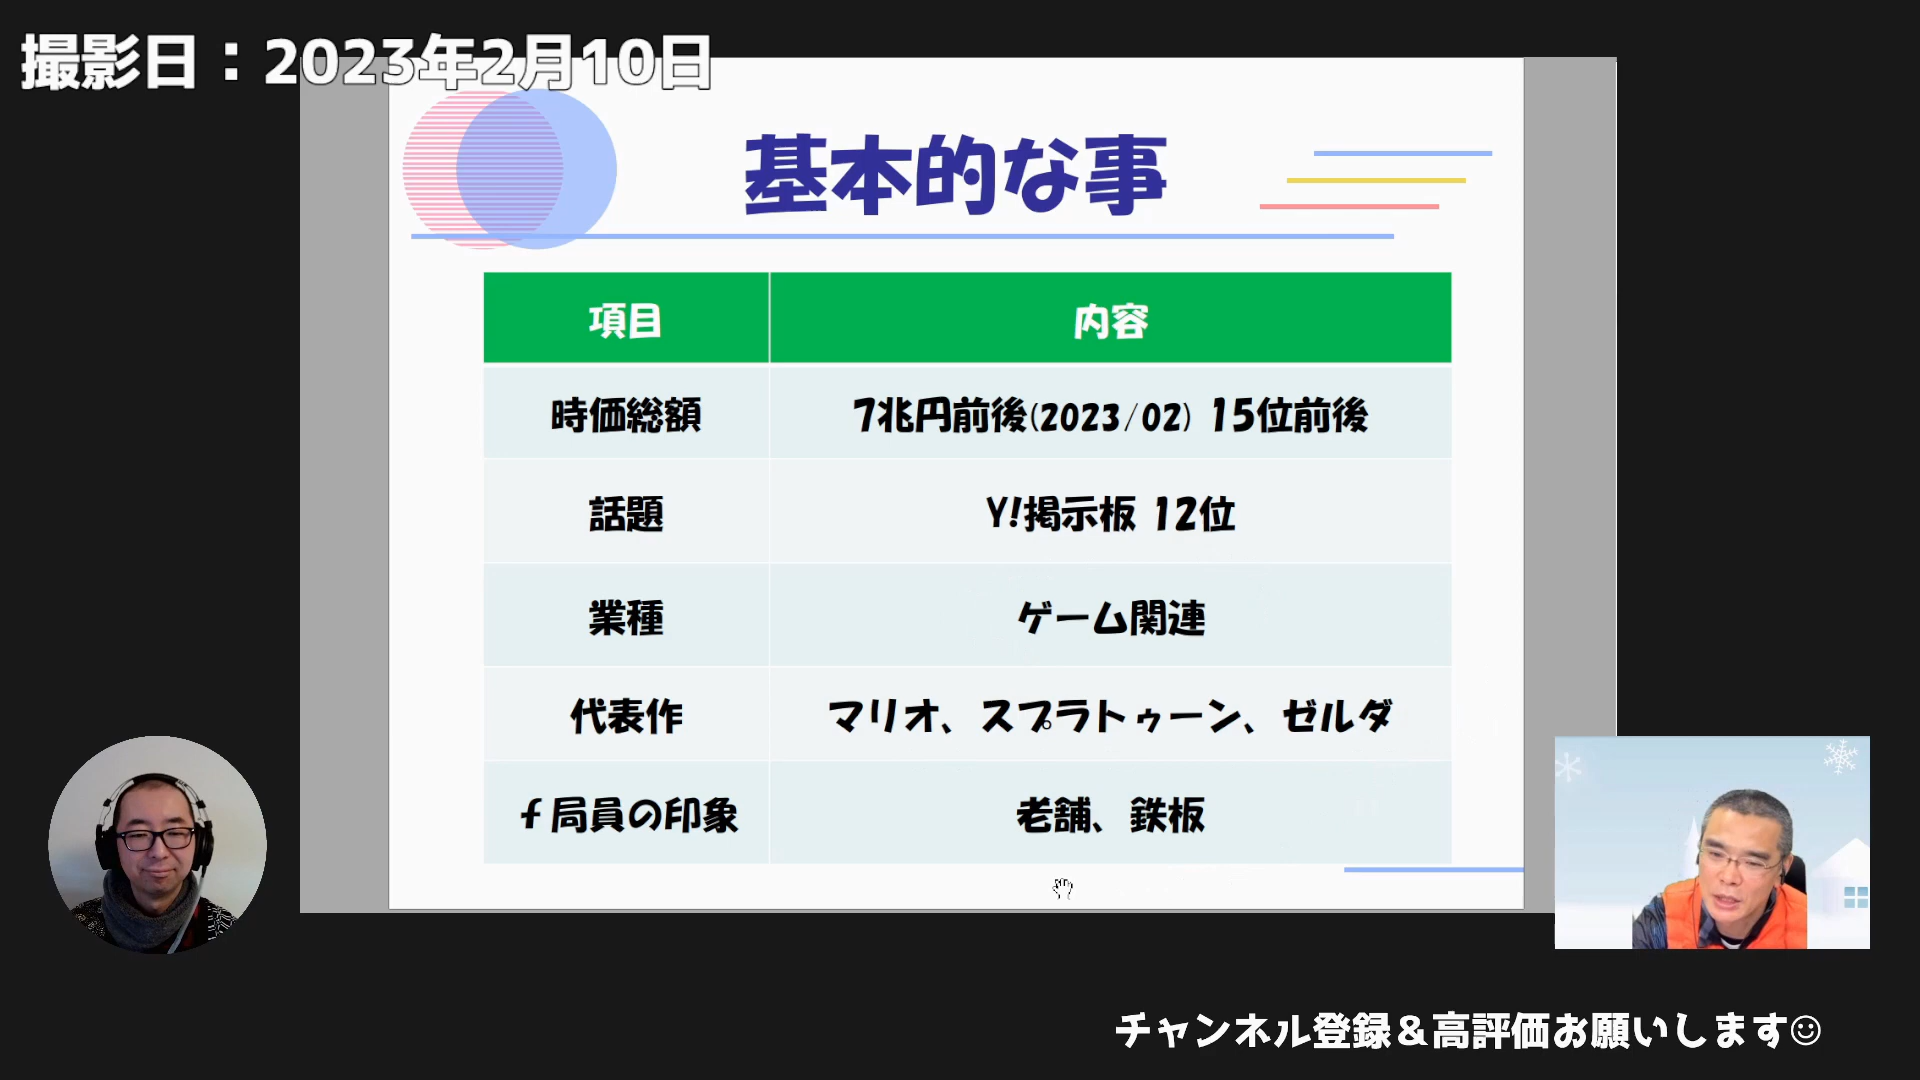 撮影日：2023年2月10日
基本的な事
項目 内容
時価総額 7兆円前後(2023/02) 15位前後
話題 Y!掲示板 12位
業種 ゲーム関連
代表作 マリオ、スプラトゥーン、ゼルダ
f局員の印象 老舗、鉄板
チャンネル登録＆高評価お願いします☺